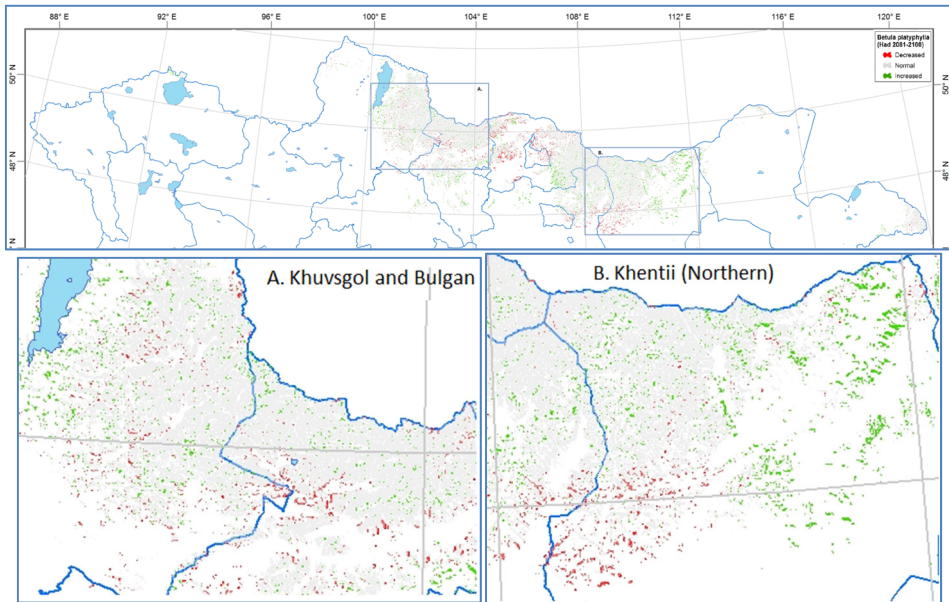 88° E 92° E 96° E 100° E 104° E 108° E 112° E 116° E 120° E
Betula platyphylla
(Had 2081-2100)
Decreased
Normal
Increased
50° N
50° N
A.
B.
48° N
48° N
N
N
A. Khuvsgol and Bulgan
B. Khentii (Northern)